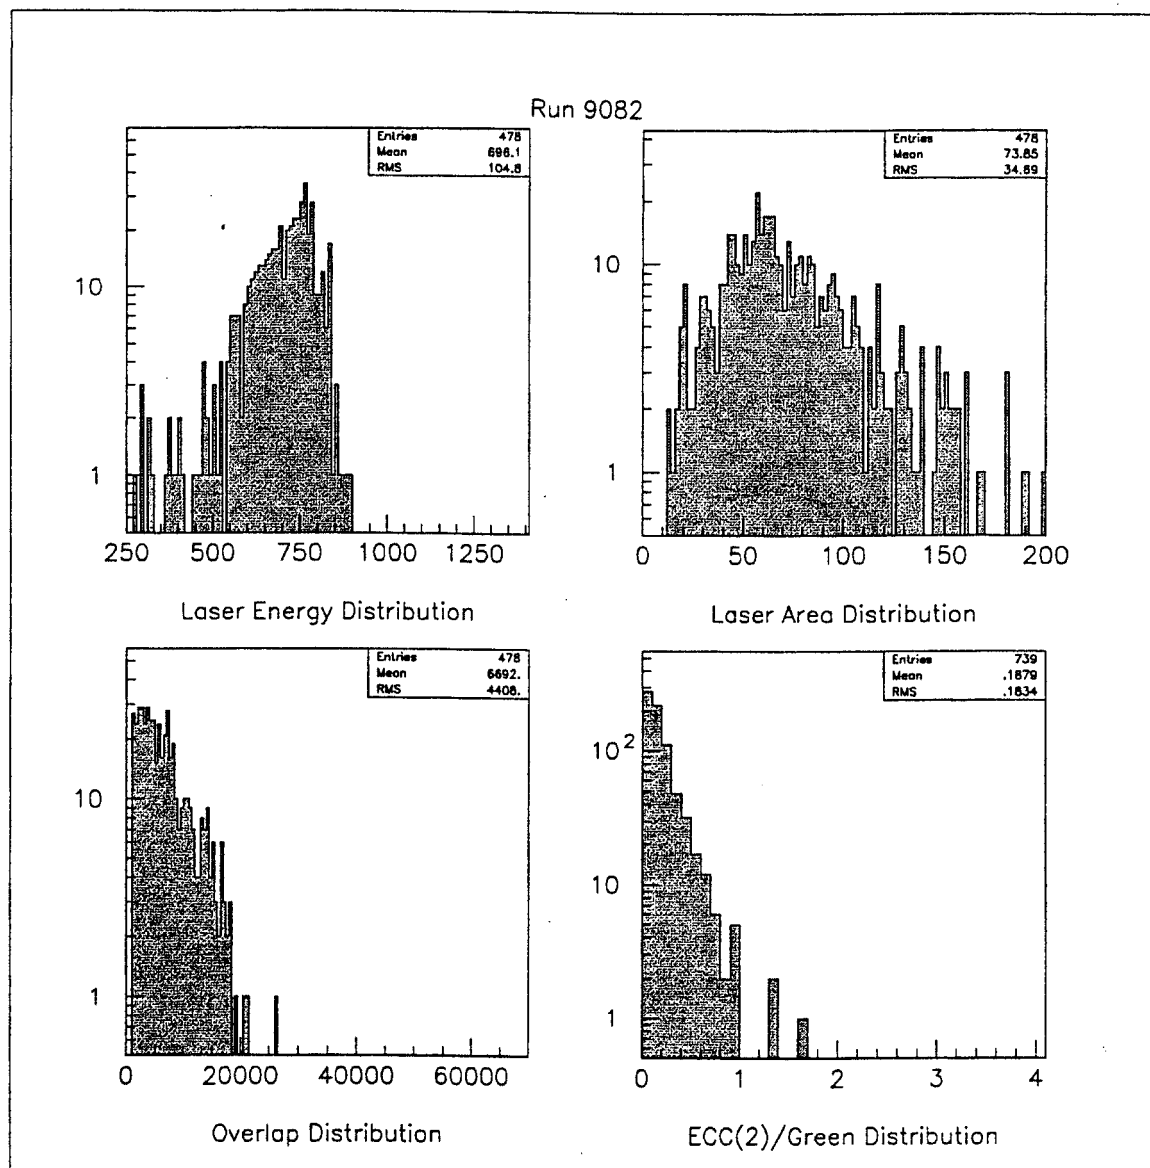 Run 9082
Entries 478
Mean 696.1
RMS 104.8
10
1
250 500 750 1000 1250
Laser Energy Distribution
Entries 478
Mean 73.85
RMS 34.89
10
1
0 50 100 150 200
Laser Area Distribution
Entries 478
Mean 6692.
RMS 4408.
10
1
0 20000 40000 60000
Overlap Distribution
Entries 739
Mean .1879
RMS .1834
10²
10
1
0 1 2 3 4
ECC(2)/Green Distribution